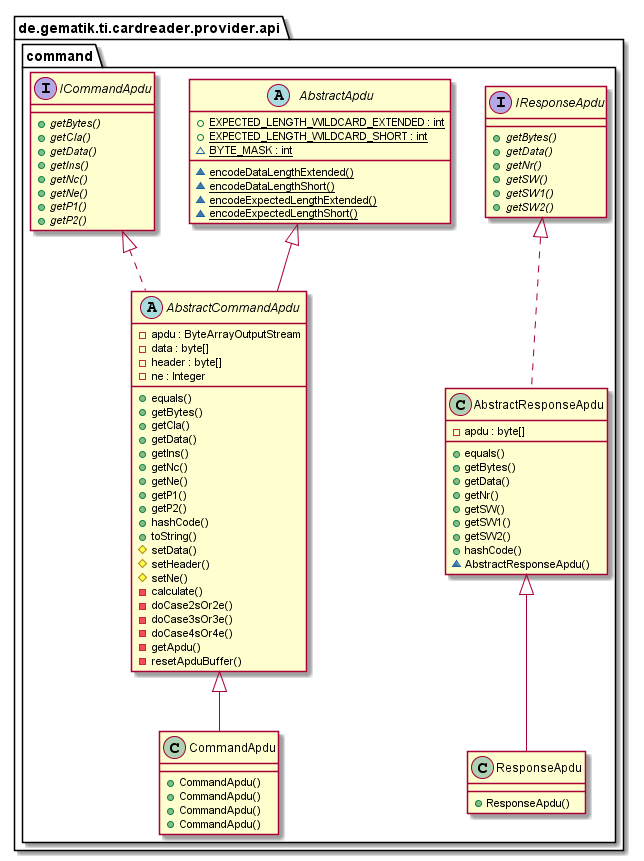 de.gematik.ti.cardreader.provider.api
command
I ICommandApdu
getBytes()
getCla()
getData()
getIns()
getNc()
getNe()
getP1()
getP2()
A AbstractApdu
EXPECTED_LENGTH_WILDCARD_EXTENDED : int
EXPECTED_LENGTH_WILDCARD_SHORT : int
BYTE_MASK : int
encodeDataLengthExtended()
encodeDataLengthShort()
encodeExpectedLengthExtended()
encodeExpectedLengthShort()
I IResponseApdu
getBytes()
getData()
getNr()
getSW()
getSW1()
getSW2()
A AbstractCommandApdu
apdu : ByteArrayOutputStream
data : byte[]
header : byte[]
ne : Integer
equals()
getBytes()
getCla()
getData()
getIns()
getNc()
getNe()
getP1()
getP2()
hashCode()
toString()
setData()
setHeader()
setNe()
calculate()
doCase2sOr2e()
doCase3sOr3e()
doCase4sOr4e()
getApdu()
resetApduBuffer()
C AbstractResponseApdu
apdu : byte[]
equals()
getBytes()
getData()
getNr()
getSW()
getSW1()
getSW2()
hashCode()
AbstractResponseApdu()
C CommandApdu
CommandApdu()
CommandApdu()
CommandApdu()
CommandApdu()
C ResponseApdu
ResponseApdu()